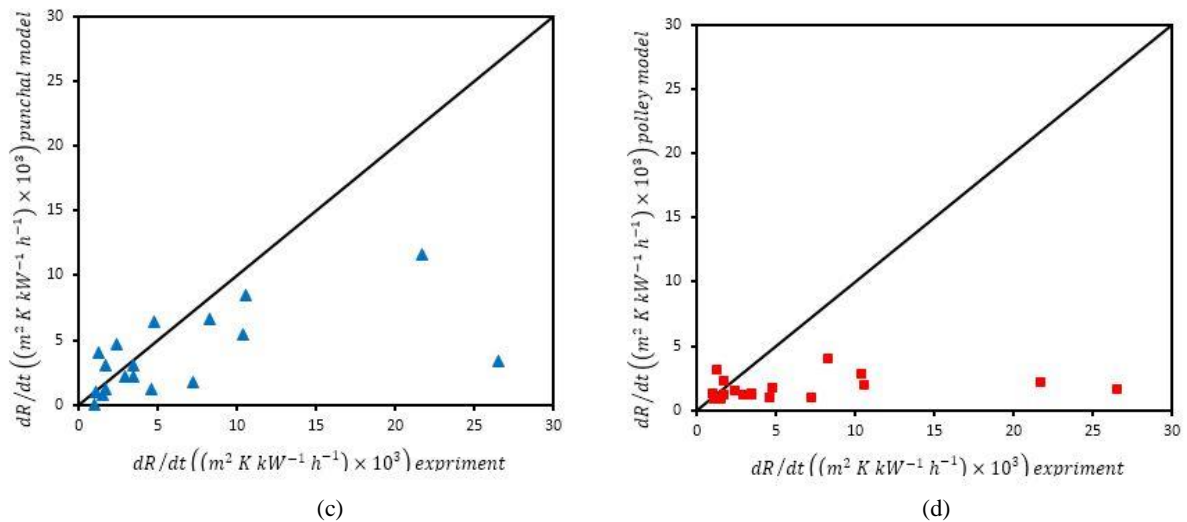 30
25
20
15
10
5
0
0 5 10 15 20 25 30
dR/dt ((m² K kW⁻¹ h⁻¹) × 10³) punchal model
dR/dt ((m² K kW⁻¹ h⁻¹) × 10³) expriment
(c)
30
25
20
15
10
5
0
0 5 10 15 20 25 30
dR/dt ((m² K kW⁻¹ h⁻¹) × 10³) polley model
dR/dt ((m² K kW⁻¹ h⁻¹) × 10³) expriment
(d)